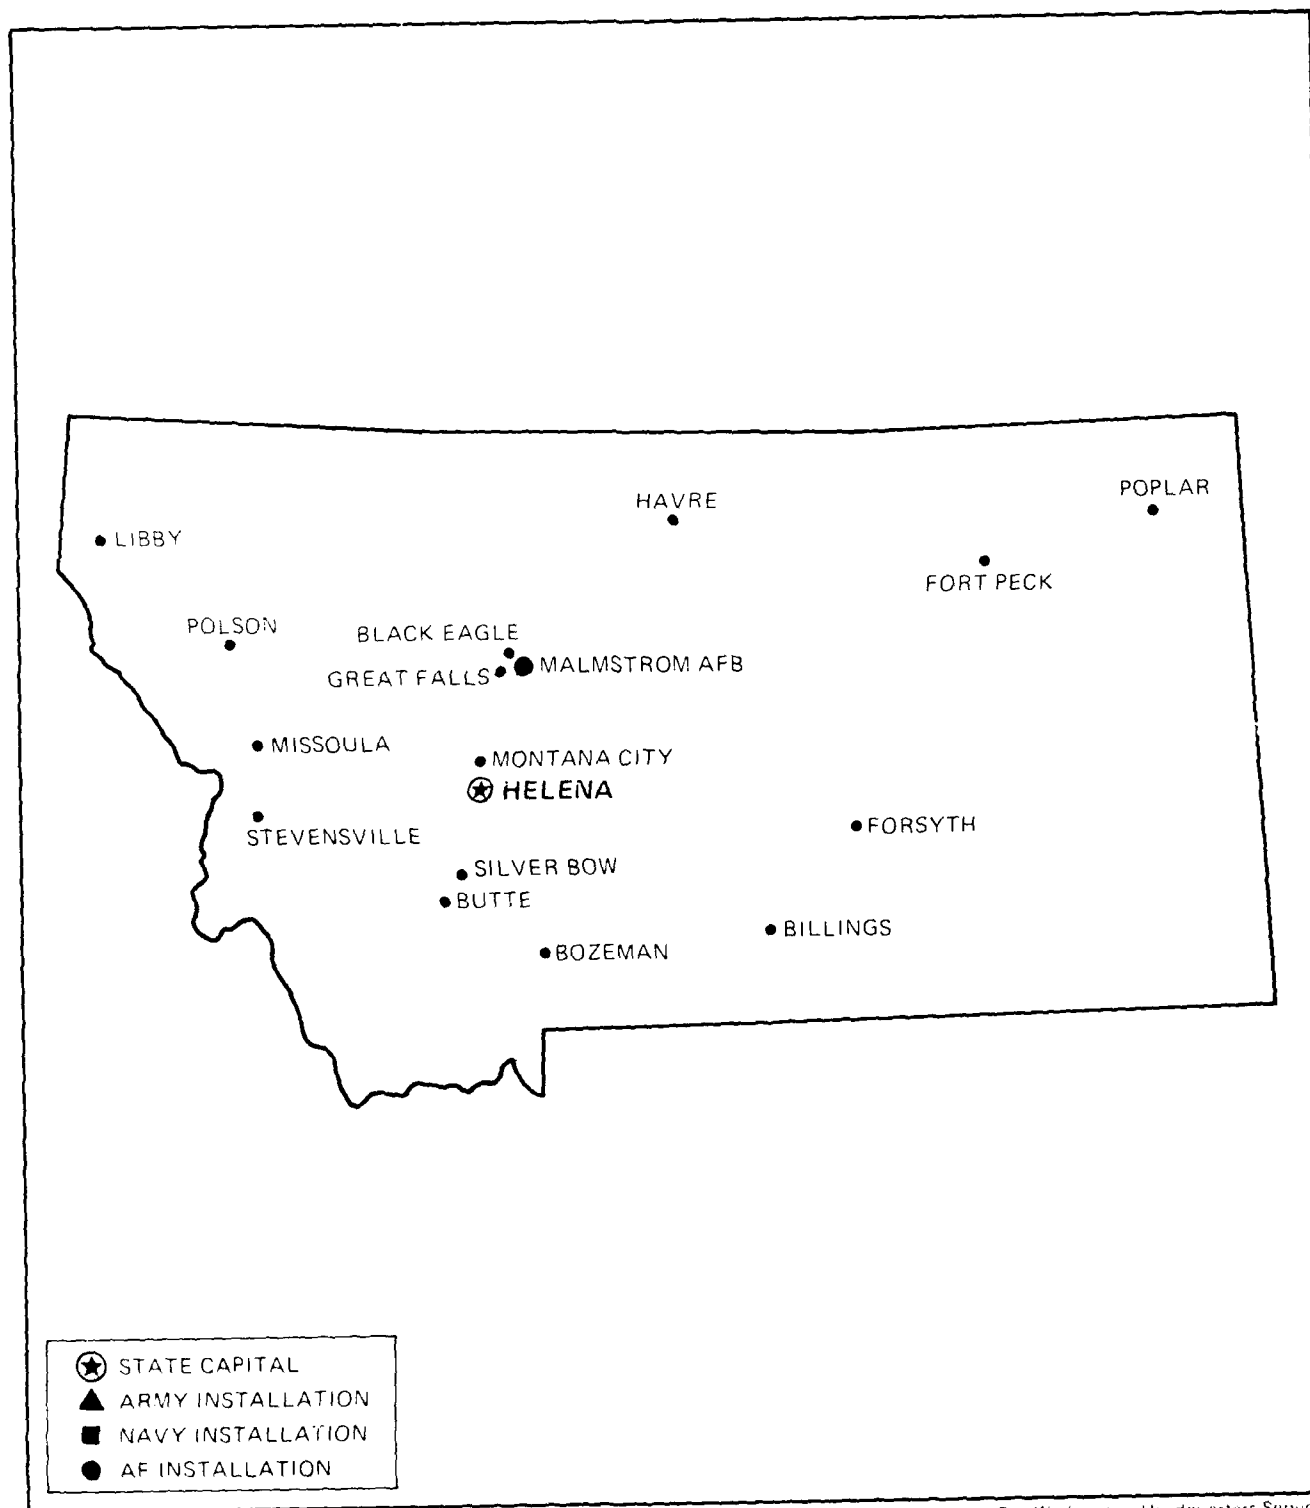 HAVRE
POPLAR
LIBBY
FORT PECK
POLSON
BLACK EAGLE
MALMSTROM AFB
GREAT FALLS
MISSOULA
MONTANA CITY
HELENA
STEVENSVILLE
FORSYTH
SILVER BOW
BUTTE
BILLINGS
BOZEMAN
STATE CAPITAL
ARMY INSTALLATION
NAVY INSTALLATION
AF INSTALLATION